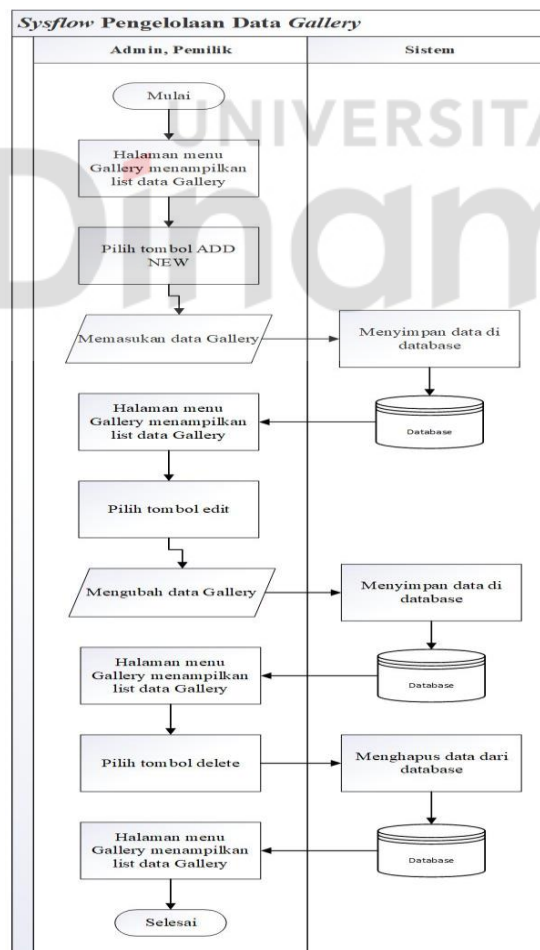 Sysflow Pengelolaan Data Gallery
Admin, Pemilik
Sistem
UNIVERSITA
Dinam
Mulai
Halaman menu
Gallery menampilkan
list data Gallery
Pilih tombol ADD
NEW
Memasukan data Gallery
Menyimpan data di
database
Database
Halaman menu
Gallery menampilkan
list data Gallery
Pilih tombol edit
Mengubah data Gallery
Menyimpan data di
database
Database
Halaman menu
Gallery menampilkan
list data Gallery
Pilih tombol delete
Menghapus data dari
database
Database
Halaman menu
Gallery menampilkan
list data Gallery
Selesai